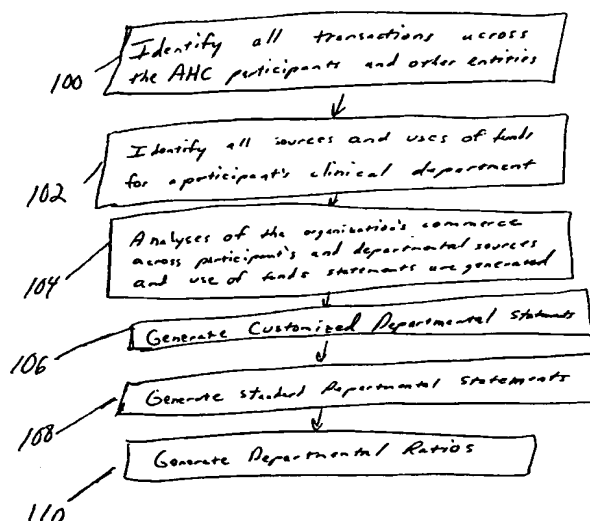 Identify all transactions across
the AHC participants and other entities
100
Identify all sources and uses of funds
for a participant's clinical department
102
Analyses of the organization's commerce
across participant's and departmental sources
and use of funds statements are generated
104
Generate Customized Departmental Statements
106
Generate Standard Departmental Statements
108
Generate Departmental Ratios
110